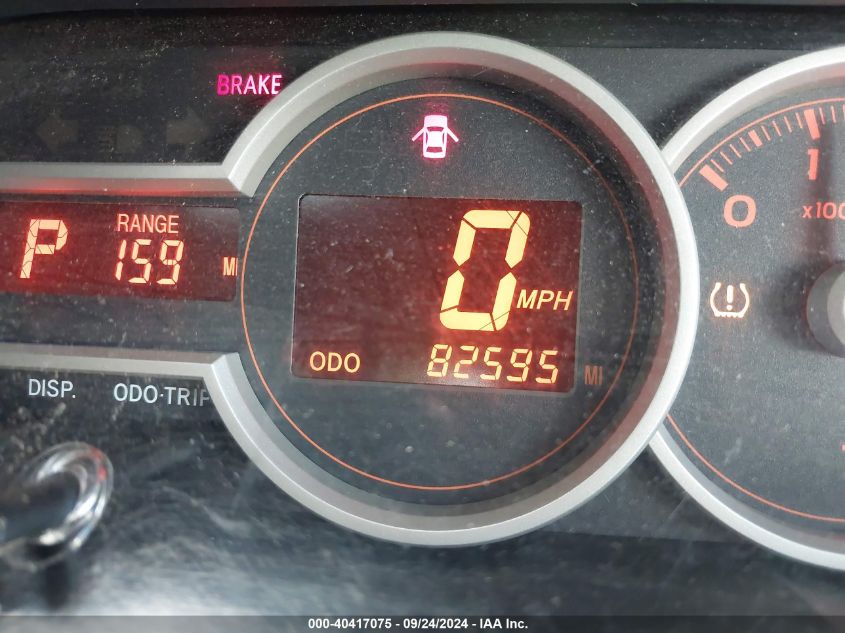 BRAKE
P RANGE 159 MI
0 MPH
ODO 82595 MI
DISP. ODO·TRIP
0 1
x100
000-40417075 - 09/24/2024 - IAA Inc.